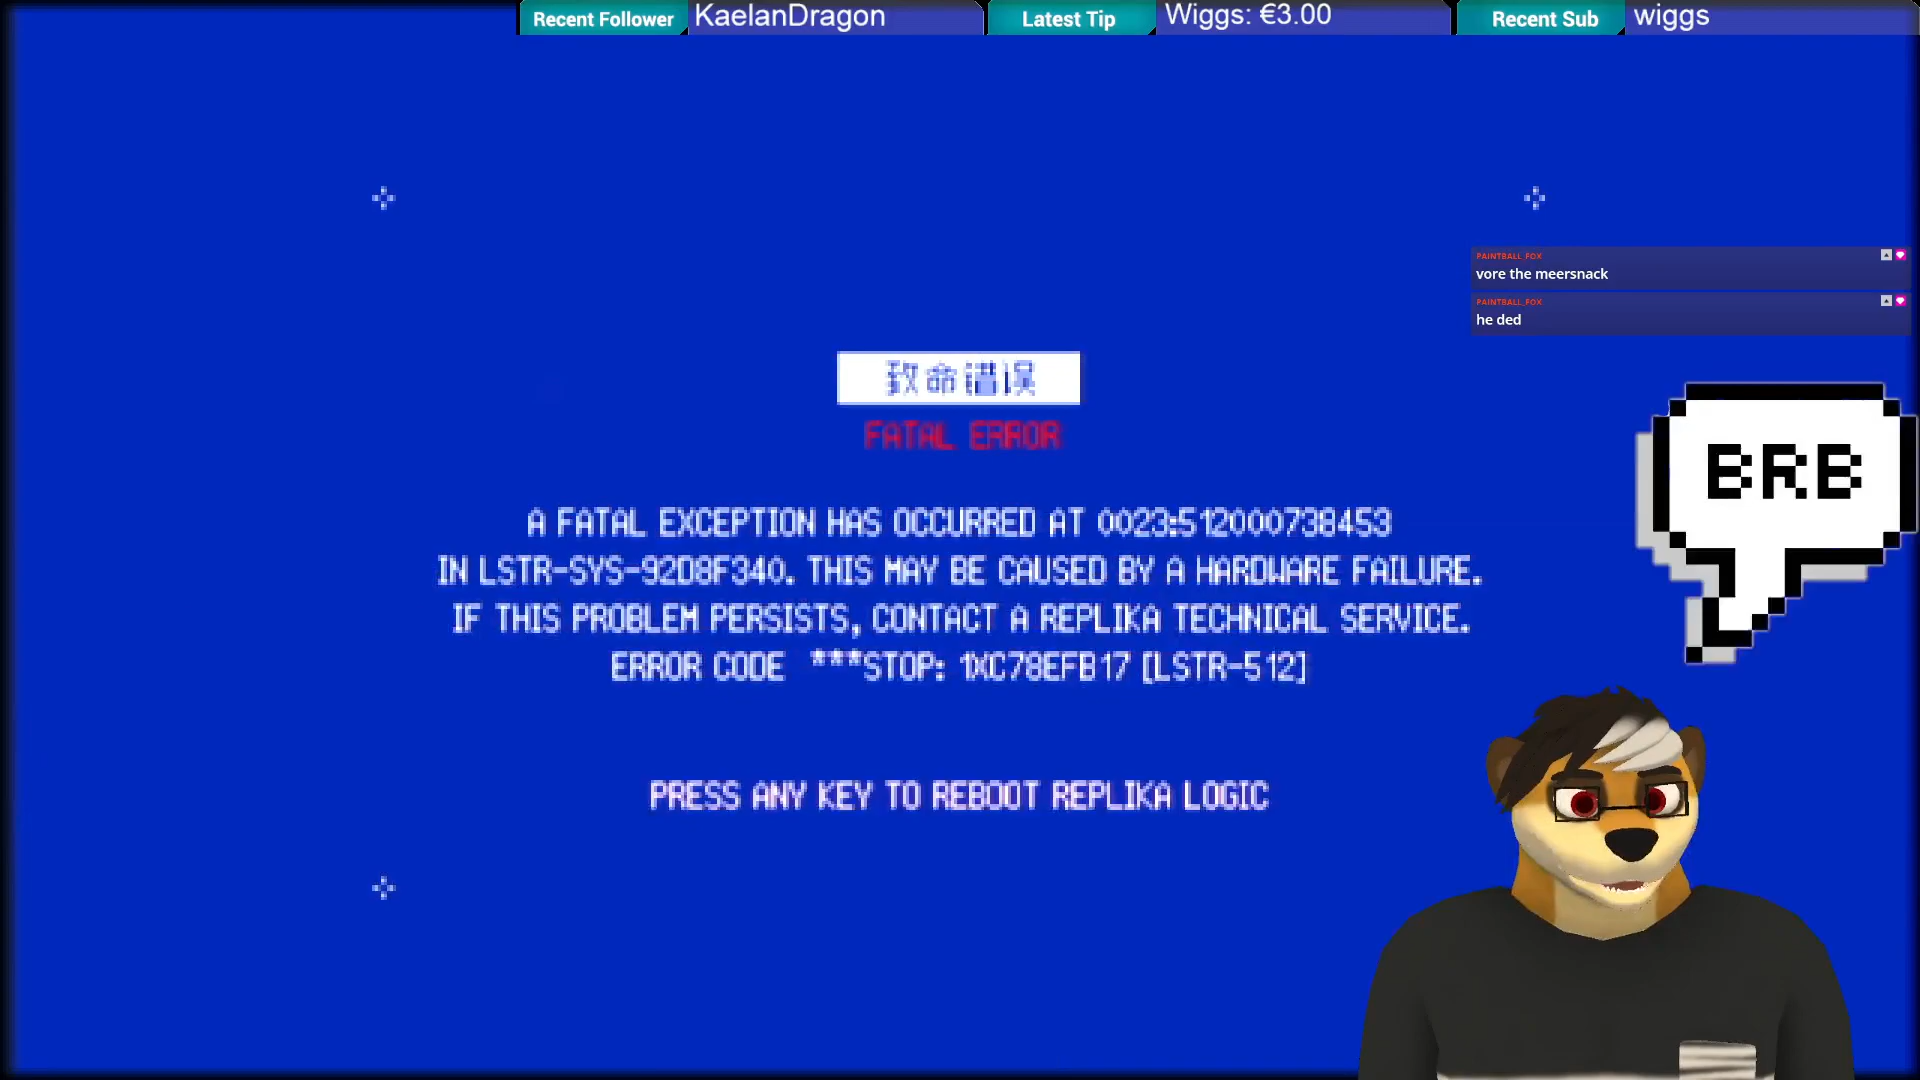 Recent Follower KaelanDragon Latest Tip Wiggs: €3.00 Recent Sub wiggs
PAINTBALL_FOX
vore the meersnack
PAINTBALL_FOX
he ded
致命错误
FATAL ERROR
BRB
A FATAL EXCEPTION HAS OCCURRED AT 0023:512000738453
IN LSTR-SYS-92D8F340. THIS MAY BE CAUSED BY A HARDWARE FAILURE.
IF THIS PROBLEM PERSISTS, CONTACT A REPLIKA TECHNICAL SERVICE.
ERROR CODE ***STOP: 1XC78EFB17 [LSTR-512]
PRESS ANY KEY TO REBOOT REPLIKA LOGIC